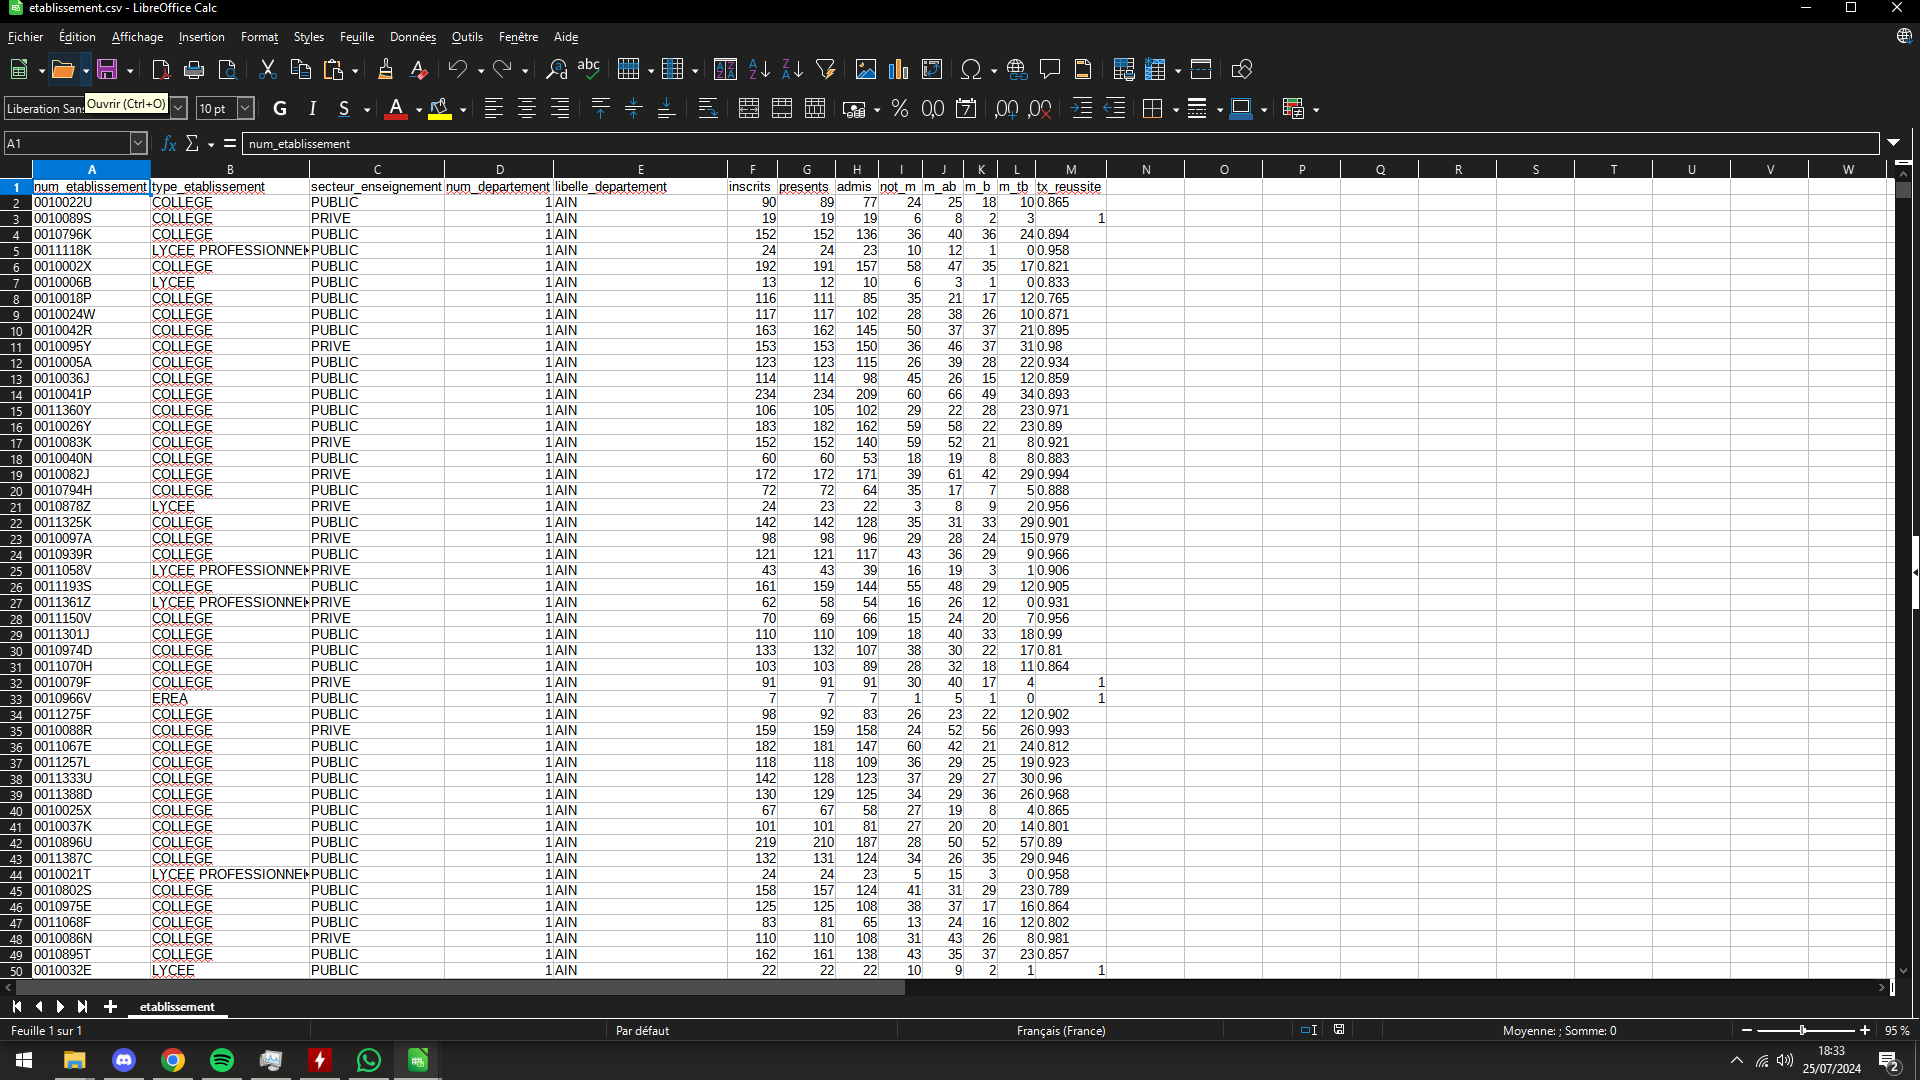 etablissement.csv - LibreOffice Calc
Fichier Édition Affichage Insertion Format Styles Feuille Données Outils Fenêtre Aide
Liberation Sans 10 pt G I S A % 0,0
Ouvrir (Ctrl+O)
A1 fx Σ = num_etablissement
A B C D E F G H I J K L M N O P Q R S T U V W
1 num_etablissement type_etablissement secteur_enseignement num_departement libelle_departement inscrits presents admis not_m m_ab m_b m_tb tx_reussite
2 0010022U COLLEGE PUBLIC 1 AIN 90 89 77 24 25 18 10 0.865
3 0010089S COLLEGE PRIVE 1 AIN 19 19 19 6 8 2 3 1
4 0010796K COLLEGE PUBLIC 1 AIN 152 152 136 36 40 36 24 0.894
5 0011118K LYCEE PROFESSIONNEL PUBLIC 1 AIN 24 24 23 10 12 1 0 0.958
6 0010002X COLLEGE PUBLIC 1 AIN 192 191 157 58 47 35 17 0.821
7 0010006B LYCEE PUBLIC 1 AIN 13 12 10 6 3 1 0 0.833
8 0010018P COLLEGE PUBLIC 1 AIN 116 111 85 35 21 17 12 0.765
9 0010024W COLLEGE PUBLIC 1 AIN 117 117 102 28 38 26 10 0.871
10 0010042R COLLEGE PUBLIC 1 AIN 163 162 145 50 37 37 21 0.895
11 0010095Y COLLEGE PRIVE 1 AIN 153 153 150 36 46 37 31 0.98
12 0010005A COLLEGE PUBLIC 1 AIN 123 123 115 26 39 28 22 0.934
13 0010036J COLLEGE PUBLIC 1 AIN 114 114 98 45 26 15 12 0.859
14 0010041P COLLEGE PUBLIC 1 AIN 234 234 209 60 66 49 34 0.893
15 0011360Y COLLEGE PUBLIC 1 AIN 106 105 102 29 22 28 23 0.971
16 0010026Y COLLEGE PUBLIC 1 AIN 183 182 162 59 58 22 23 0.89
17 0010083K COLLEGE PRIVE 1 AIN 152 152 140 59 52 21 8 0.921
18 0010040N COLLEGE PUBLIC 1 AIN 60 60 53 18 19 8 8 0.883
19 0010082J COLLEGE PRIVE 1 AIN 172 172 171 39 61 42 29 0.994
20 0010794H COLLEGE PUBLIC 1 AIN 72 72 64 35 17 7 5 0.888
21 0010878Z LYCEE PRIVE 1 AIN 24 23 22 3 8 9 2 0.956
22 0011325K COLLEGE PUBLIC 1 AIN 142 142 128 35 31 33 29 0.901
23 0010097A COLLEGE PRIVE 1 AIN 98 98 96 29 28 24 15 0.979
24 0010939R COLLEGE PUBLIC 1 AIN 121 121 117 43 36 29 9 0.966
25 0011058V LYCEE PROFESSIONNEL PRIVE 1 AIN 43 43 39 16 19 3 1 0.906
26 0011193S COLLEGE PUBLIC 1 AIN 161 159 144 55 48 29 12 0.905
27 0011361Z LYCEE PROFESSIONNEL PRIVE 1 AIN 62 58 54 16 26 12 0 0.931
28 0011150V COLLEGE PRIVE 1 AIN 70 69 66 15 24 20 7 0.956
29 0011301J COLLEGE PUBLIC 1 AIN 110 110 109 18 40 33 18 0.99
30 0010974D COLLEGE PUBLIC 1 AIN 133 132 107 38 30 22 17 0.81
31 0011070H COLLEGE PUBLIC 1 AIN 103 103 89 28 32 18 11 0.864
32 0010079F COLLEGE PRIVE 1 AIN 91 91 91 30 40 17 4 1
33 0010966V EREA PUBLIC 1 AIN 7 7 7 1 5 1 0 1
34 0011275F COLLEGE PUBLIC 1 AIN 98 92 83 26 23 22 12 0.902
35 0010088R COLLEGE PRIVE 1 AIN 159 159 158 24 52 56 26 0.993
36 0011067E COLLEGE PUBLIC 1 AIN 182 181 147 60 42 21 24 0.812
37 0011257L COLLEGE PUBLIC 1 AIN 118 118 109 36 29 25 19 0.923
38 0011333U COLLEGE PUBLIC 1 AIN 142 128 123 37 29 27 30 0.96
39 0011388D COLLEGE PUBLIC 1 AIN 130 129 125 34 29 36 26 0.968
40 0010025X COLLEGE PUBLIC 1 AIN 67 67 58 27 19 8 4 0.865
41 0010037K COLLEGE PUBLIC 1 AIN 101 101 81 27 20 20 14 0.801
42 0010896U COLLEGE PUBLIC 1 AIN 219 210 187 28 50 52 57 0.89
43 0011387C COLLEGE PUBLIC 1 AIN 132 131 124 34 26 35 29 0.946
44 0010021T LYCEE PROFESSIONNEL PUBLIC 1 AIN 24 24 23 5 15 3 0 0.958
45 0010802S COLLEGE PUBLIC 1 AIN 158 157 124 41 31 29 23 0.789
46 0010975E COLLEGE PUBLIC 1 AIN 125 125 108 38 37 17 16 0.864
47 0011068F COLLEGE PUBLIC 1 AIN 83 81 65 13 24 16 12 0.802
48 0010086N COLLEGE PRIVE 1 AIN 110 110 108 31 43 26 8 0.981
49 0010895T COLLEGE PUBLIC 1 AIN 162 161 138 43 35 37 23 0.857
50 0010032E LYCEE PUBLIC 1 AIN 22 22 22 10 9 2 1 1
etablissement
Feuille 1 sur 1 Par défaut Français (France) Moyenne: ; Somme: 0 95 %
18:33
25/07/2024
2